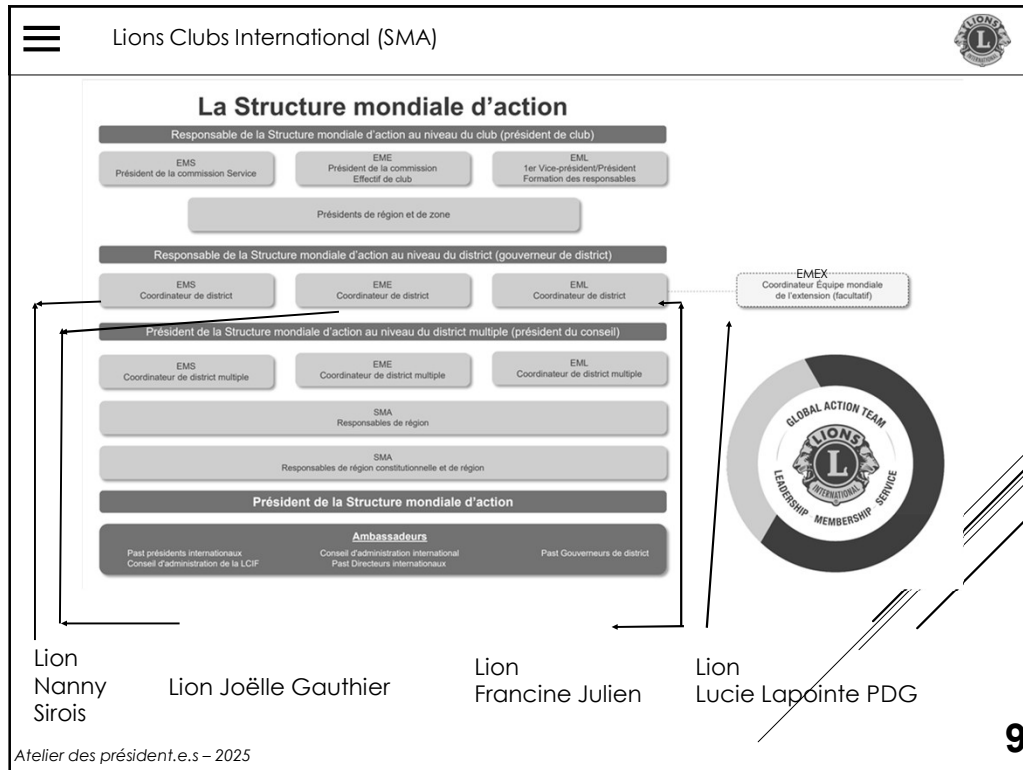 Lions Clubs International (SMA)
La Structure mondiale d'action
Responsable de la Structure mondiale d'action au niveau du club (président de club)
EMS
Président de la commission Service
EME
Président de la commission
Effectif de club
EML
1er Vice-président/Président
Formation des responsables
Présidents de région et de zone
Responsable de la Structure mondiale d'action au niveau du district (gouverneur de district)
EMS
Coordinateur de district
EME
Coordinateur de district
EML
Coordinateur de district
EMEX
Coordinateur Équipe mondiale
de l'extension (facultatif)
Président de la Structure mondiale d'action au niveau du district multiple (président du conseil)
EMS
Coordinateur de district multiple
EME
Coordinateur de district multiple
EML
Coordinateur de district multiple
SMA
Responsables de région
SMA
Responsables de région constitutionnelle et de région
Président de la Structure mondiale d'action
Ambassadeurs
Past présidents internationaux
Conseil d'administration de la LCIF
Conseil d'administration international
Past Directeurs internationaux
Past Gouverneurs de district
GLOBAL ACTION TEAM
LIONS
L
INTERNATIONAL
LEADERSHIP MEMBERSHIP SERVICE
Lion
Nanny
Sirois
Lion Joëlle Gauthier
Lion
Francine Julien
Lion
Lucie Lapointe PDG
Atelier des président.e.s – 2025
9
LIONS
L
INTERNATIONAL